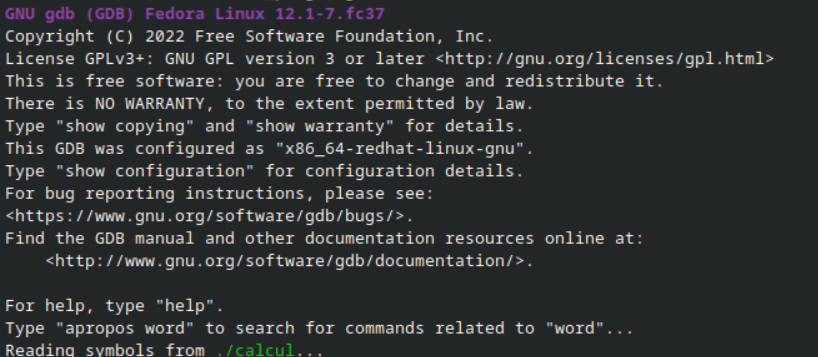 GNU gdb (GDB) Fedora Linux 12.1-7.fc37
Copyright (C) 2022 Free Software Foundation, Inc.
License GPLv3+: GNU GPL version 3 or later <http://gnu.org/licenses/gpl.html>
This is free software: you are free to change and redistribute it.
There is NO WARRANTY, to the extent permitted by law.
Type "show copying" and "show warranty" for details.
This GDB was configured as "x86_64-redhat-linux-gnu".
Type "show configuration" for configuration details.
For bug reporting instructions, please see:
<https://www.gnu.org/software/gdb/bugs/>.
Find the GDB manual and other documentation resources online at:
    <http://www.gnu.org/software/gdb/documentation/>.

For help, type "help".
Type "apropos word" to search for commands related to "word"...
Reading symbols from ./calcul...